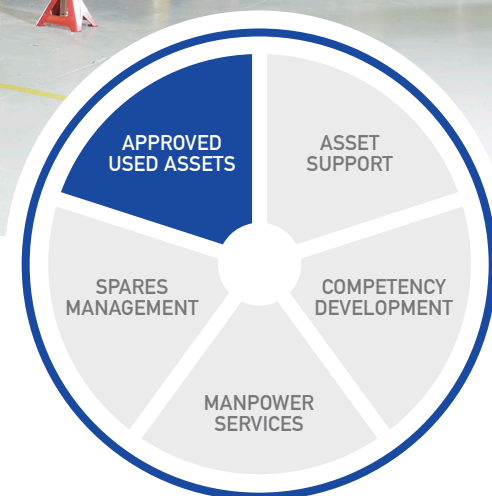 APPROVED
USED ASSETS
ASSET
SUPPORT
SPARES
MANAGEMENT
COMPETENCY
DEVELOPMENT
MANPOWER
SERVICES